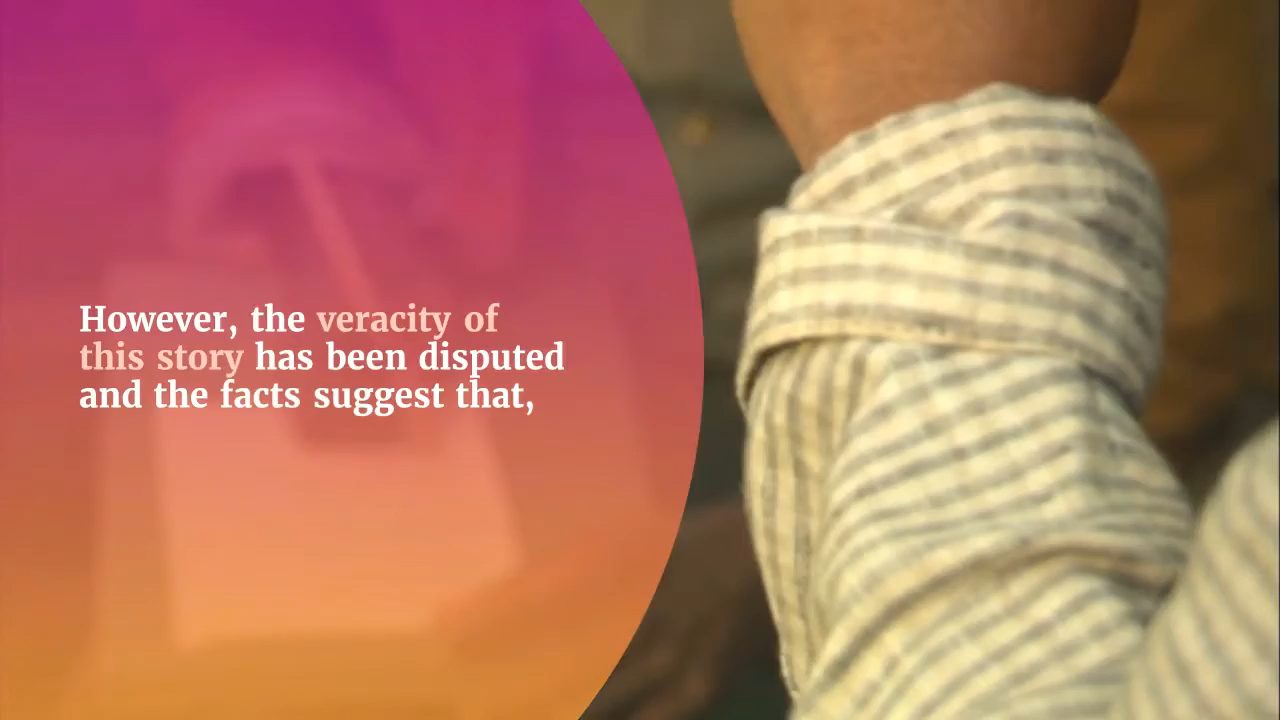 However, the veracity of
this story has been disputed
and the facts suggest that,